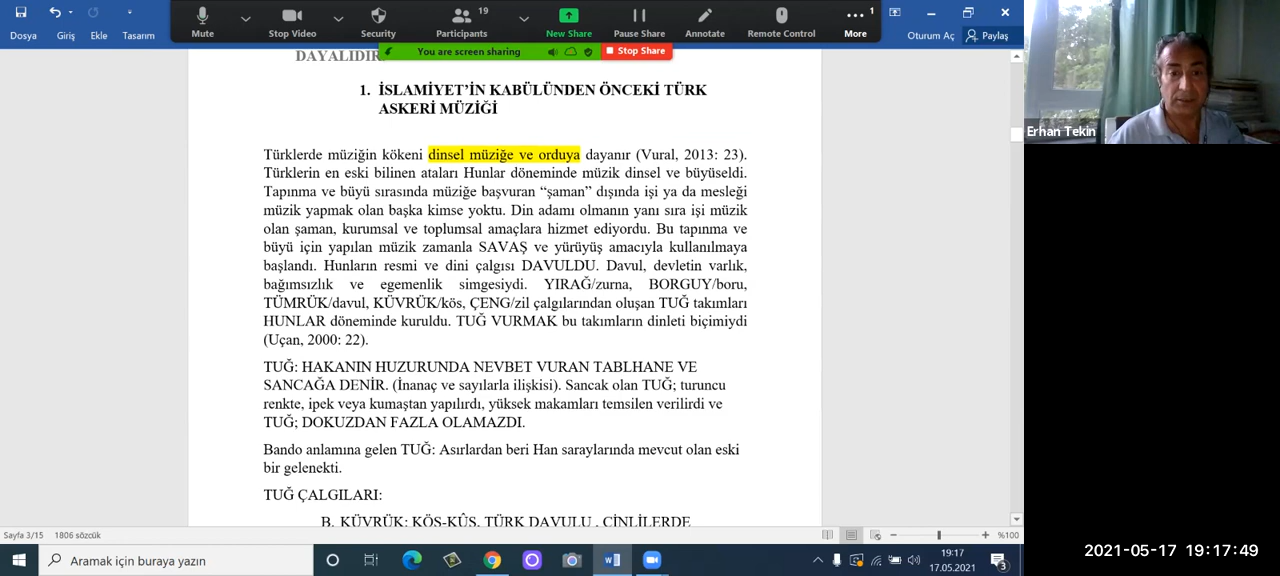 Mute
Stop Video
Security
Participants
19
New Share
Pause Share
Annotate
Remote Control
More
1
Dosya
Giriş
Ekle
Tasarım
Oturum Aç
Paylaş
You are screen sharing
Stop Share
DAYALIDIR
1. İSLAMİYET’İN KABÜLÜNDEN ÖNCEKİ TÜRK
ASKERİ MÜZİĞİ
Türklerde müziğin kökeni dinsel müziğe ve orduya dayanır (Vural, 2013: 23).
Türklerin en eski bilinen ataları Hunlar döneminde müzik dinsel ve büyüseldi.
Tapınma ve büyü sırasında müziğe başvuran “şaman” dışında işi ya da mesleği
müzik yapmak olan başka kimse yoktu. Din adamı olmanın yanı sıra işi müzik
olan şaman, kurumsal ve toplumsal amaçlara hizmet ediyordu. Bu tapınma ve
büyü için yapılan müzik zamanla SAVAŞ ve yürüyüş amacıyla kullanılmaya
başlandı. Hunların resmi ve dini çalgısı DAVULDU. Davul, devletin varlık,
bağımsızlık ve egemenlik simgesiydi. YIRAĞ/zurna, BORGUY/boru,
TÜMRÜK/davul, KÜVRÜK/kös, ÇENG/zil çalgılarından oluşan TUĞ takımları
HUNLAR döneminde kuruldu. TUĞ VURMAK bu takımların dinleti biçimiydi
(Uçan, 2000: 22).
TUĞ: HAKANIN HUZURUNDA NEVBET VURAN TABLHANE VE
SANCAĞA DENİR. (İnanaç ve sayılarla ilişkisi). Sancak olan TUĞ; turuncu
renkte, ipek veya kumaştan yapılırdı, yüksek makamları temsilen verilirdi ve
TUĞ; DOKUZDAN FAZLA OLAMAZDI.
Bando anlamına gelen TUĞ: Asırlardan beri Han saraylarında mevcut olan eski
bir gelenekti.
TUĞ ÇALGILARI:
B. KÜVRÜK: KÖS-KÛS, TÜRK DAVULU , ÇİNLİLERDE
Erhan Tekin
Sayfa 3/15
1806 sözcük
%100
Aramak için buraya yazın
19:17
17.05.2021
3
2021-05-17 19:17:49